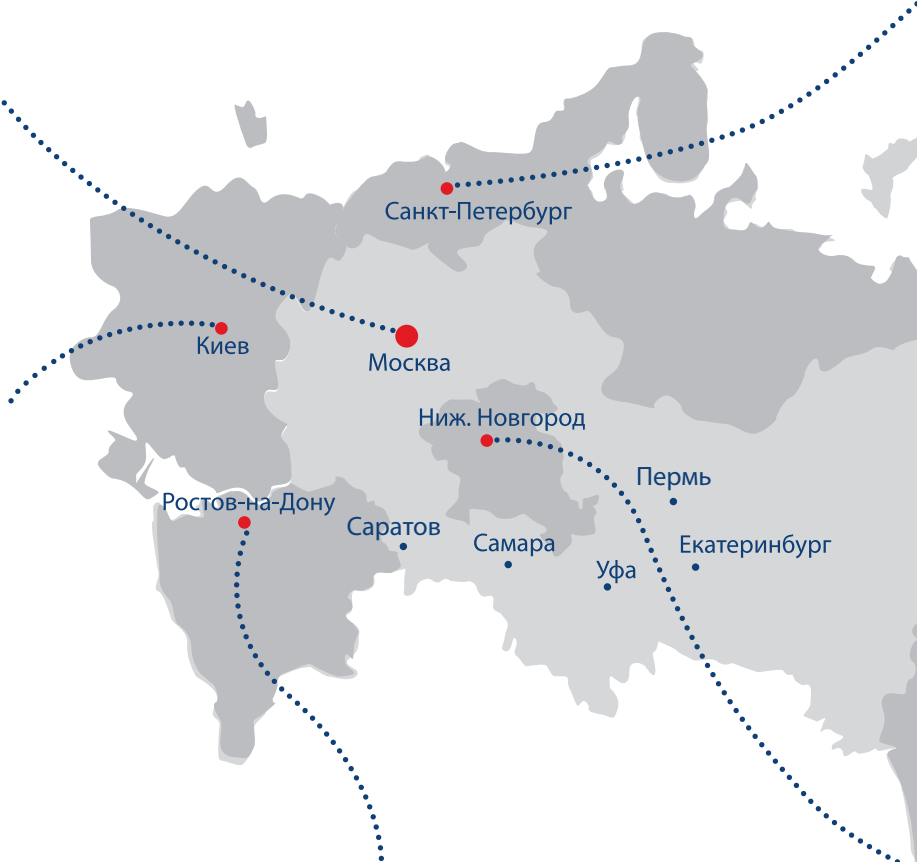 Санкт-Петербург
Киев
Москва
Ниж. Новгород
Пермь
Ростов-на-Дону
Саратов
Самара
Екатеринбург
Уфа